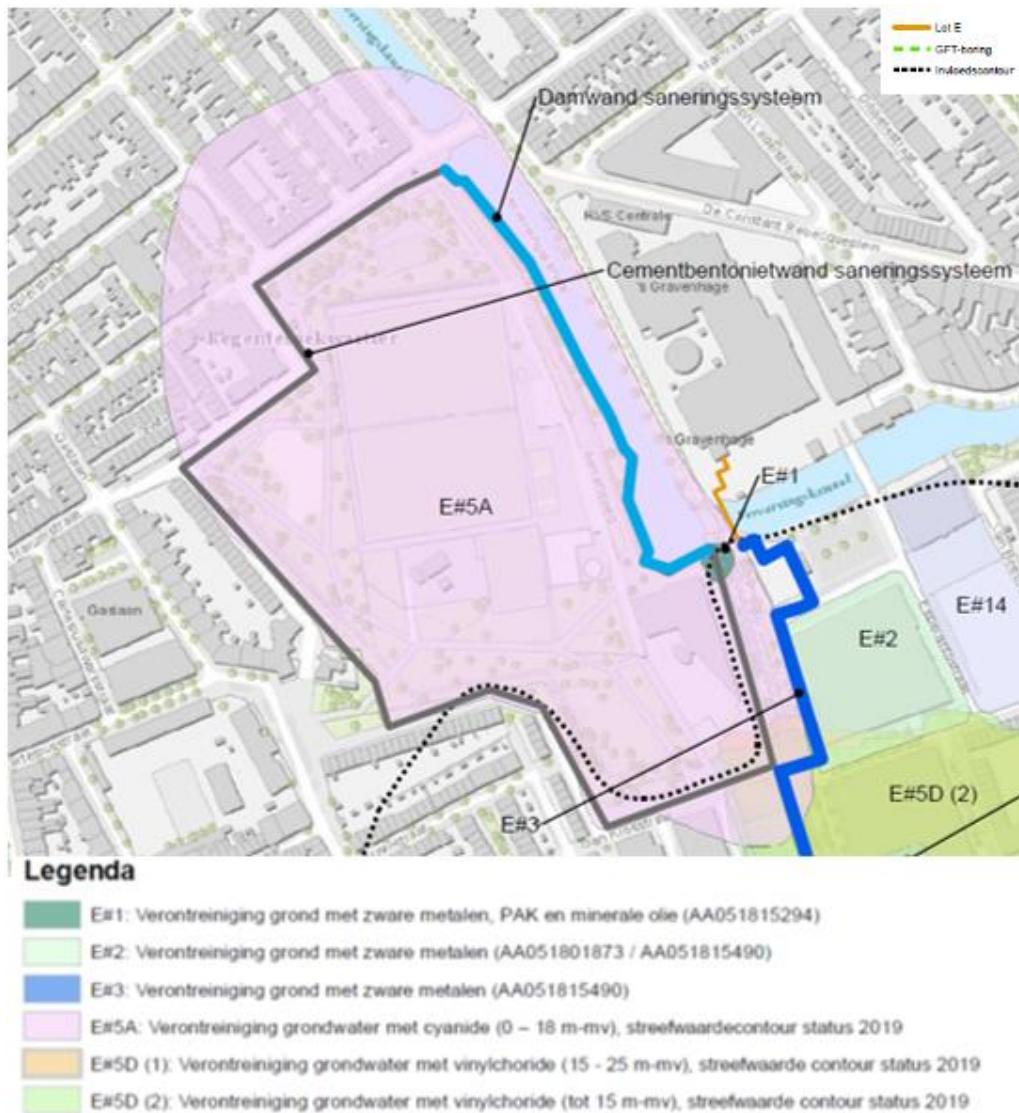 Lot E
GFT-boring
Invloedscontour
Damwand saneringssysteem
De Constant Rebecqueplein
Cementbentonietwand saneringssysteem
's Gravenhage
Gravenhage
E#1
Verversingskanaal
E#5A
E#14
E#2
Gaslaan
E#5D (2)
E#3
Legenda
E#1: Verontreiniging grond met zware metalen, PAK en minerale olie (AA051815294)
E#2: Verontreiniging grond met zware metalen (AA051801873 / AA051815490)
E#3: Verontreiniging grond met zware metalen (AA051815490)
E#5A: Verontreiniging grondwater met cyanide (0 – 18 m-mv), streefwaardecontour status 2019
E#5D (1): Verontreiniging grondwater met vinylchoride (15 - 25 m-mv), streefwaarde contour status 2019
E#5D (2): Verontreiniging grondwater met vinylchoride (tot 15 m-mv), streefwaarde contour status 2019